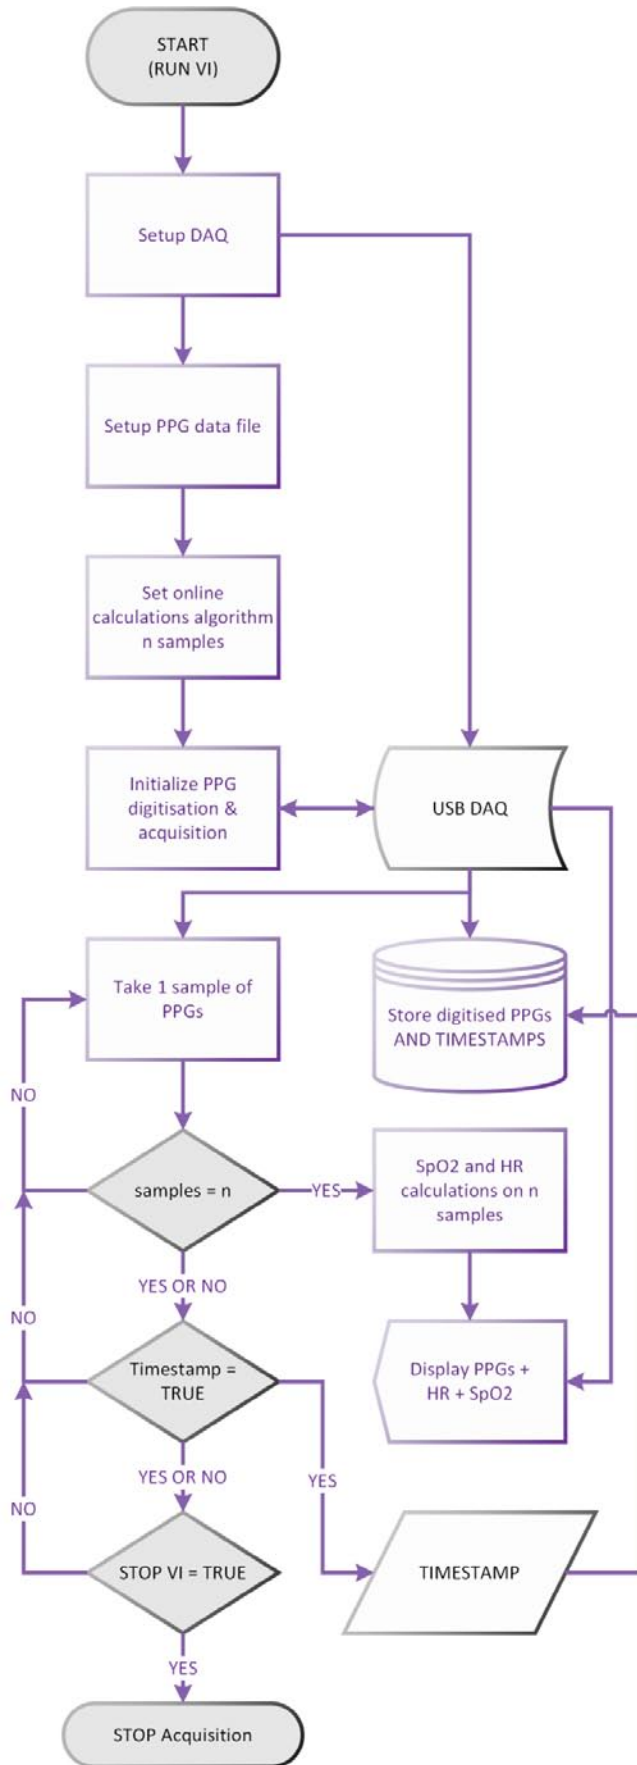 START
(RUN VI)
Setup DAQ
Setup PPG data file
Set online
calculations algorithm
n samples
Initialize PPG
digitisation &
acquisition
USB DAQ
Take 1 sample of
PPGs
Store digitised PPGs
AND TIMESTAMPS
NO
samples = n
YES
SpO2 and HR
calculations on n
samples
YES OR NO
NO
Timestamp =
TRUE
Display PPGs +
HR + SpO2
YES OR NO
YES
NO
STOP VI = TRUE
TIMESTAMP
YES
STOP Acquisition